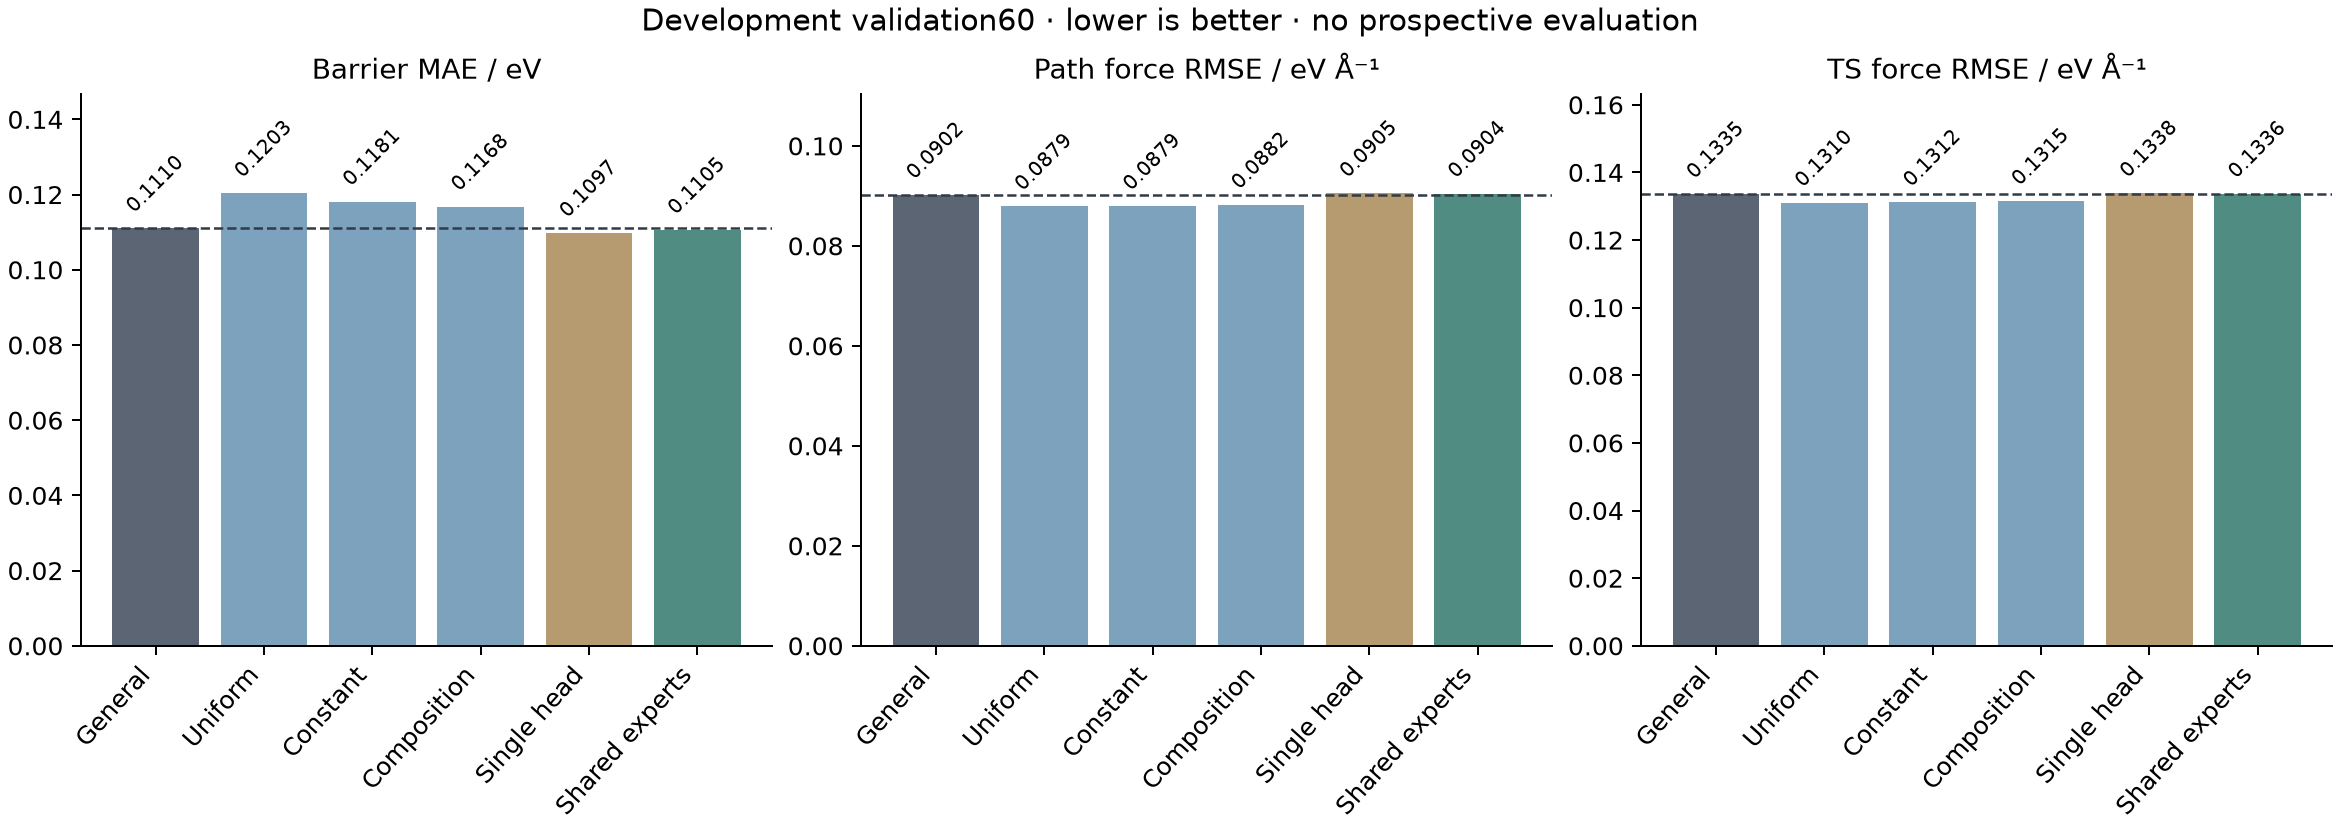 Development validation60 · lower is better · no prospective evaluation
Barrier MAE / eV
0.14
0.12
0.10
0.08
0.06
0.04
0.02
0.00
0.1110
0.1203
0.1181
0.1168
0.1097
0.1105
General
Uniform
Constant
Composition
Single head
Shared experts
Path force RMSE / eV Å⁻¹
0.10
0.08
0.06
0.04
0.02
0.00
0.0902
0.0879
0.0879
0.0882
0.0905
0.0904
General
Uniform
Constant
Composition
Single head
Shared experts
TS force RMSE / eV Å⁻¹
0.16
0.14
0.12
0.10
0.08
0.06
0.04
0.02
0.00
0.1335
0.1310
0.1312
0.1315
0.1338
0.1336
General
Uniform
Constant
Composition
Single head
Shared experts